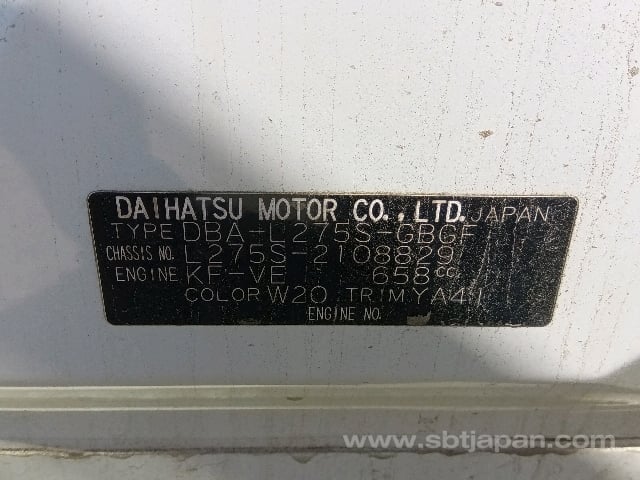 DAIHATSU MOTOR CO., LTD. JAPAN
TYPE DBA-L275S-GBGF
CHASSIS NO. L275S-2108829
ENGINE KF-VE 658cc
COLOR W20 TRIM YA41
ENGINE NO.
www.sbtjapan.com